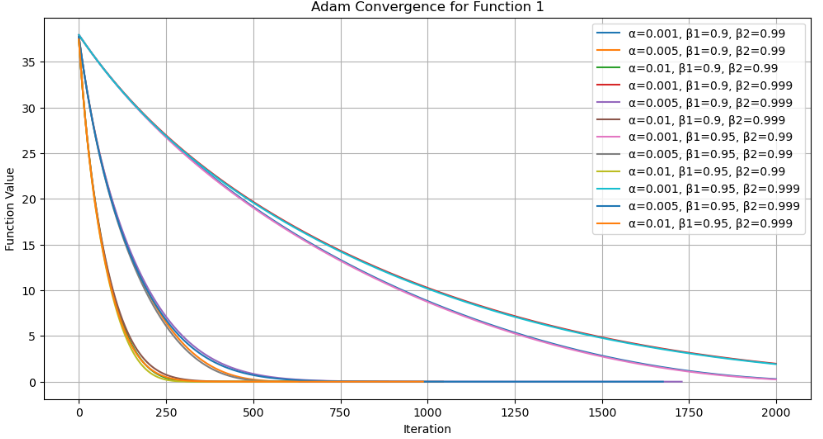 Adam Convergence for Function 1
α=0.001, β1=0.9, β2=0.99
α=0.005, β1=0.9, β2=0.99
α=0.01, β1=0.9, β2=0.99
α=0.001, β1=0.9, β2=0.999
α=0.005, β1=0.9, β2=0.999
α=0.01, β1=0.9, β2=0.999
α=0.001, β1=0.95, β2=0.99
α=0.005, β1=0.95, β2=0.99
α=0.01, β1=0.95, β2=0.99
α=0.001, β1=0.95, β2=0.999
α=0.005, β1=0.95, β2=0.999
α=0.01, β1=0.95, β2=0.999
Function Value
35
30
25
20
15
10
5
0
0 250 500 750 1000 1250 1500 1750 2000
Iteration